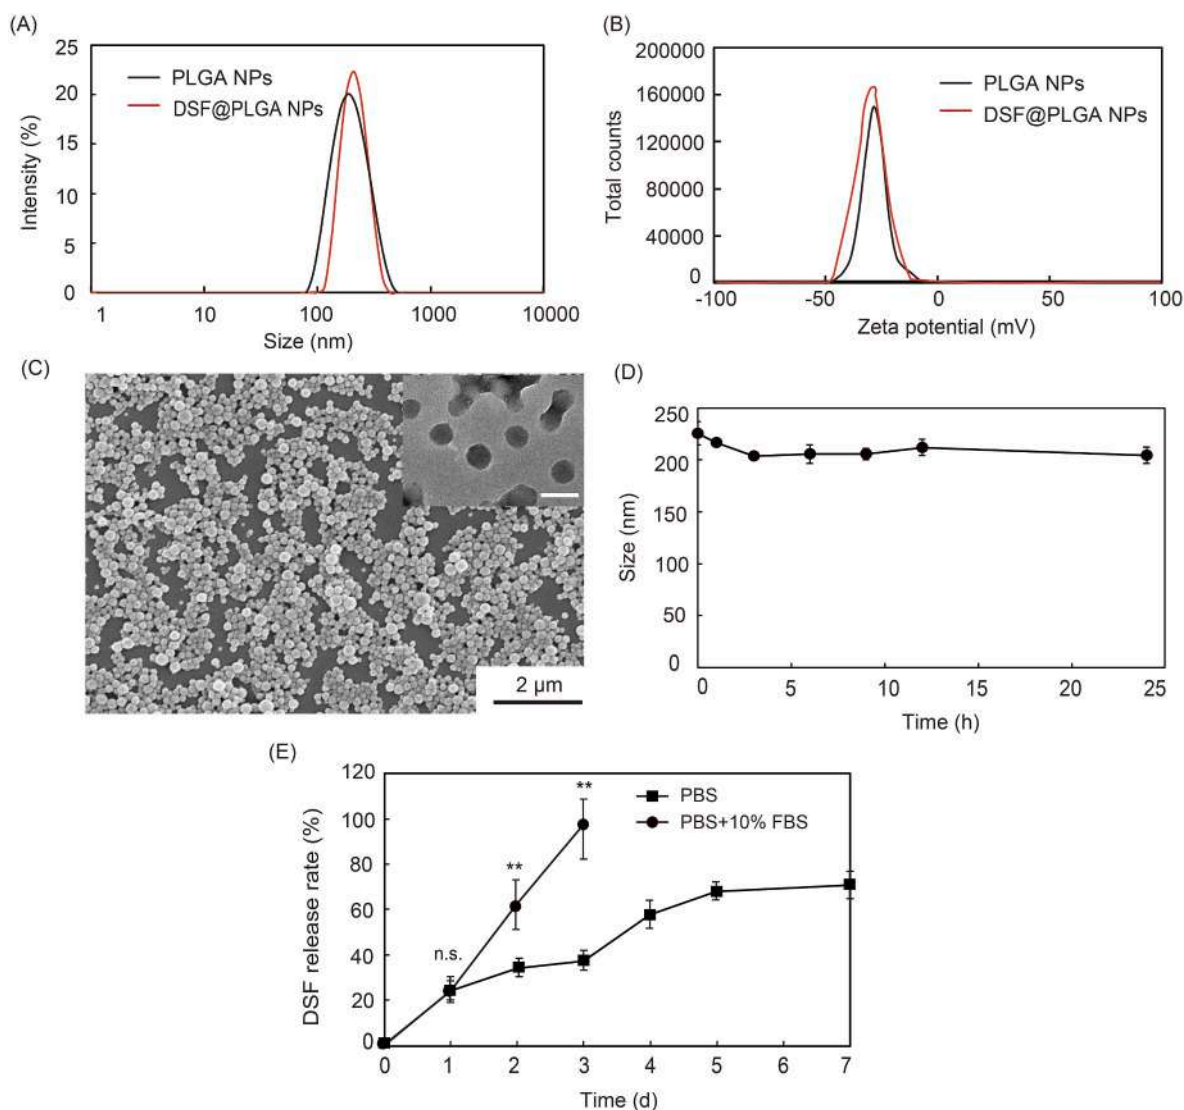 (A)
25
20
15
10
5
0
Intensity (%)
PLGA NPs
DSF@PLGA NPs
1 10 100 1000 10000
Size (nm)
(B)
200000
160000
120000
80000
40000
0
Total counts
PLGA NPs
DSF@PLGA NPs
-100 -50 0 50 100
Zeta potential (mV)
(C)
2 μm
(D)
250
200
150
100
50
0
Size (nm)
0 5 10 15 20 25
Time (h)
(E)
120
100
80
60
40
20
0
DSF release rate (%)
PBS
PBS+10% FBS
n.s.
**
**
0 1 2 3 4 5 6 7
Time (d)